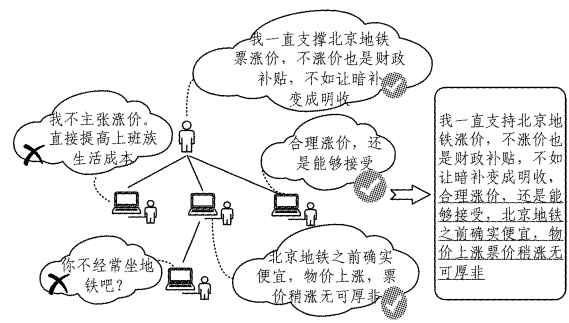 我一直支撑北京地铁
票涨价，不涨价也是财政
补贴，不如让暗补
变成明收
我不主张涨价。
直接提高上班族
生活成本
合理涨价，还
是能够接受
你不经常坐地
铁吧？
北京地铁之前确实
便宜，物价上涨，票
价稍涨无可厚非
我一直支持北京地
铁涨价，不涨价也
是财政补贴，不如
让暗补变成明收，
合理涨价，还是能
够接受，北京地铁
之前确实便宜，物
价上涨票价稍涨无
可厚非